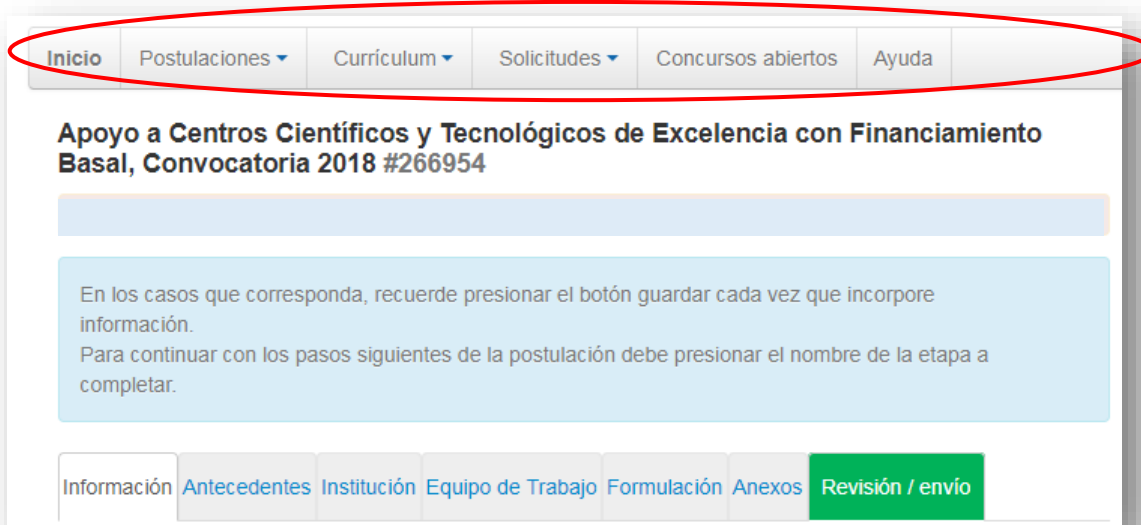 Inicio Postulaciones Currículum Solicitudes Concursos abiertos Ayuda
Apoyo a Centros Científicos y Tecnológicos de Excelencia con Financiamiento
Basal, Convocatoria 2018 #266954
En los casos que corresponda, recuerde presionar el botón guardar cada vez que incorpore
información.
Para continuar con los pasos siguientes de la postulación debe presionar el nombre de la etapa a
completar.
Información Antecedentes Institución Equipo de Trabajo Formulación Anexos Revisión / envío